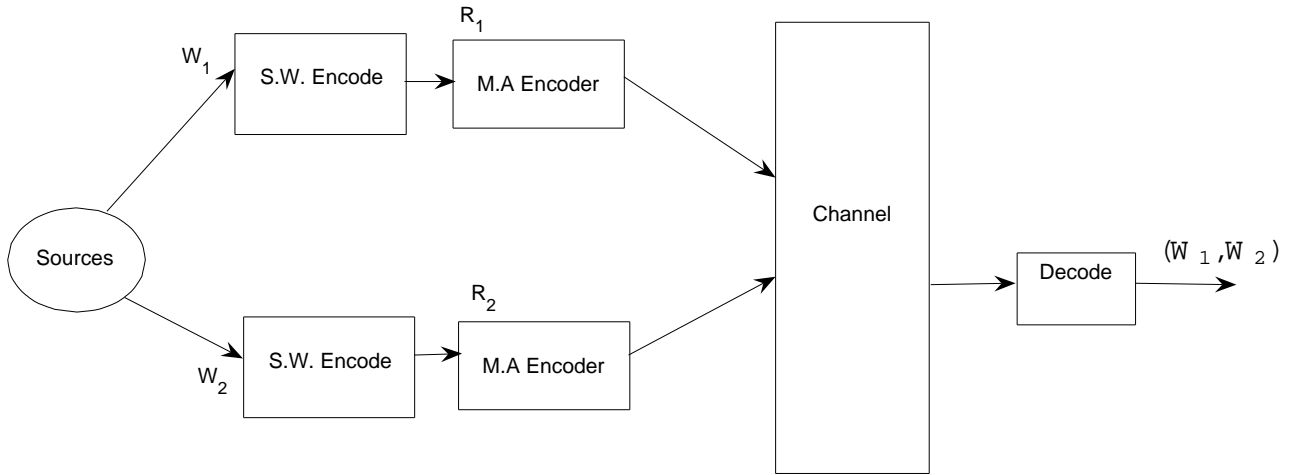 R1
W1
S.W. Encode
M.A Encoder
Channel
Sources
(W 1,W 2)
Decode
R2
S.W. Encode
M.A Encoder
W2